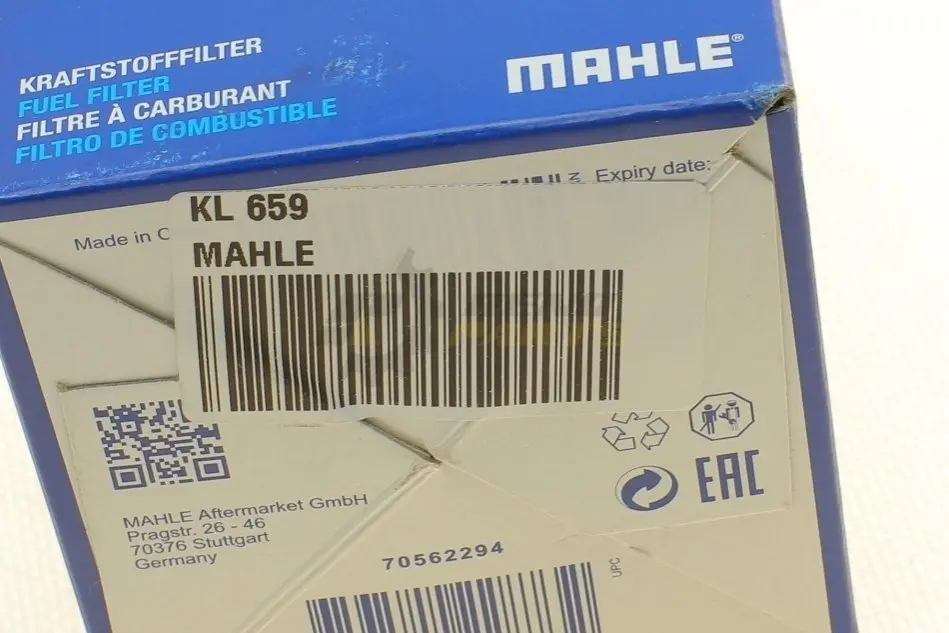 KRAFTSTOFFFILTER
FUEL FILTER
FILTRE À CARBURANT
FILTRO DE COMBUSTIBLE
MAHLE®
Expiry date:
Made in
KL 659
MAHLE
EAC
MAHLE Aftermarket GmbH
Pragstr. 26 - 46
70376 Stuttgart
Germany
70562294
UPC